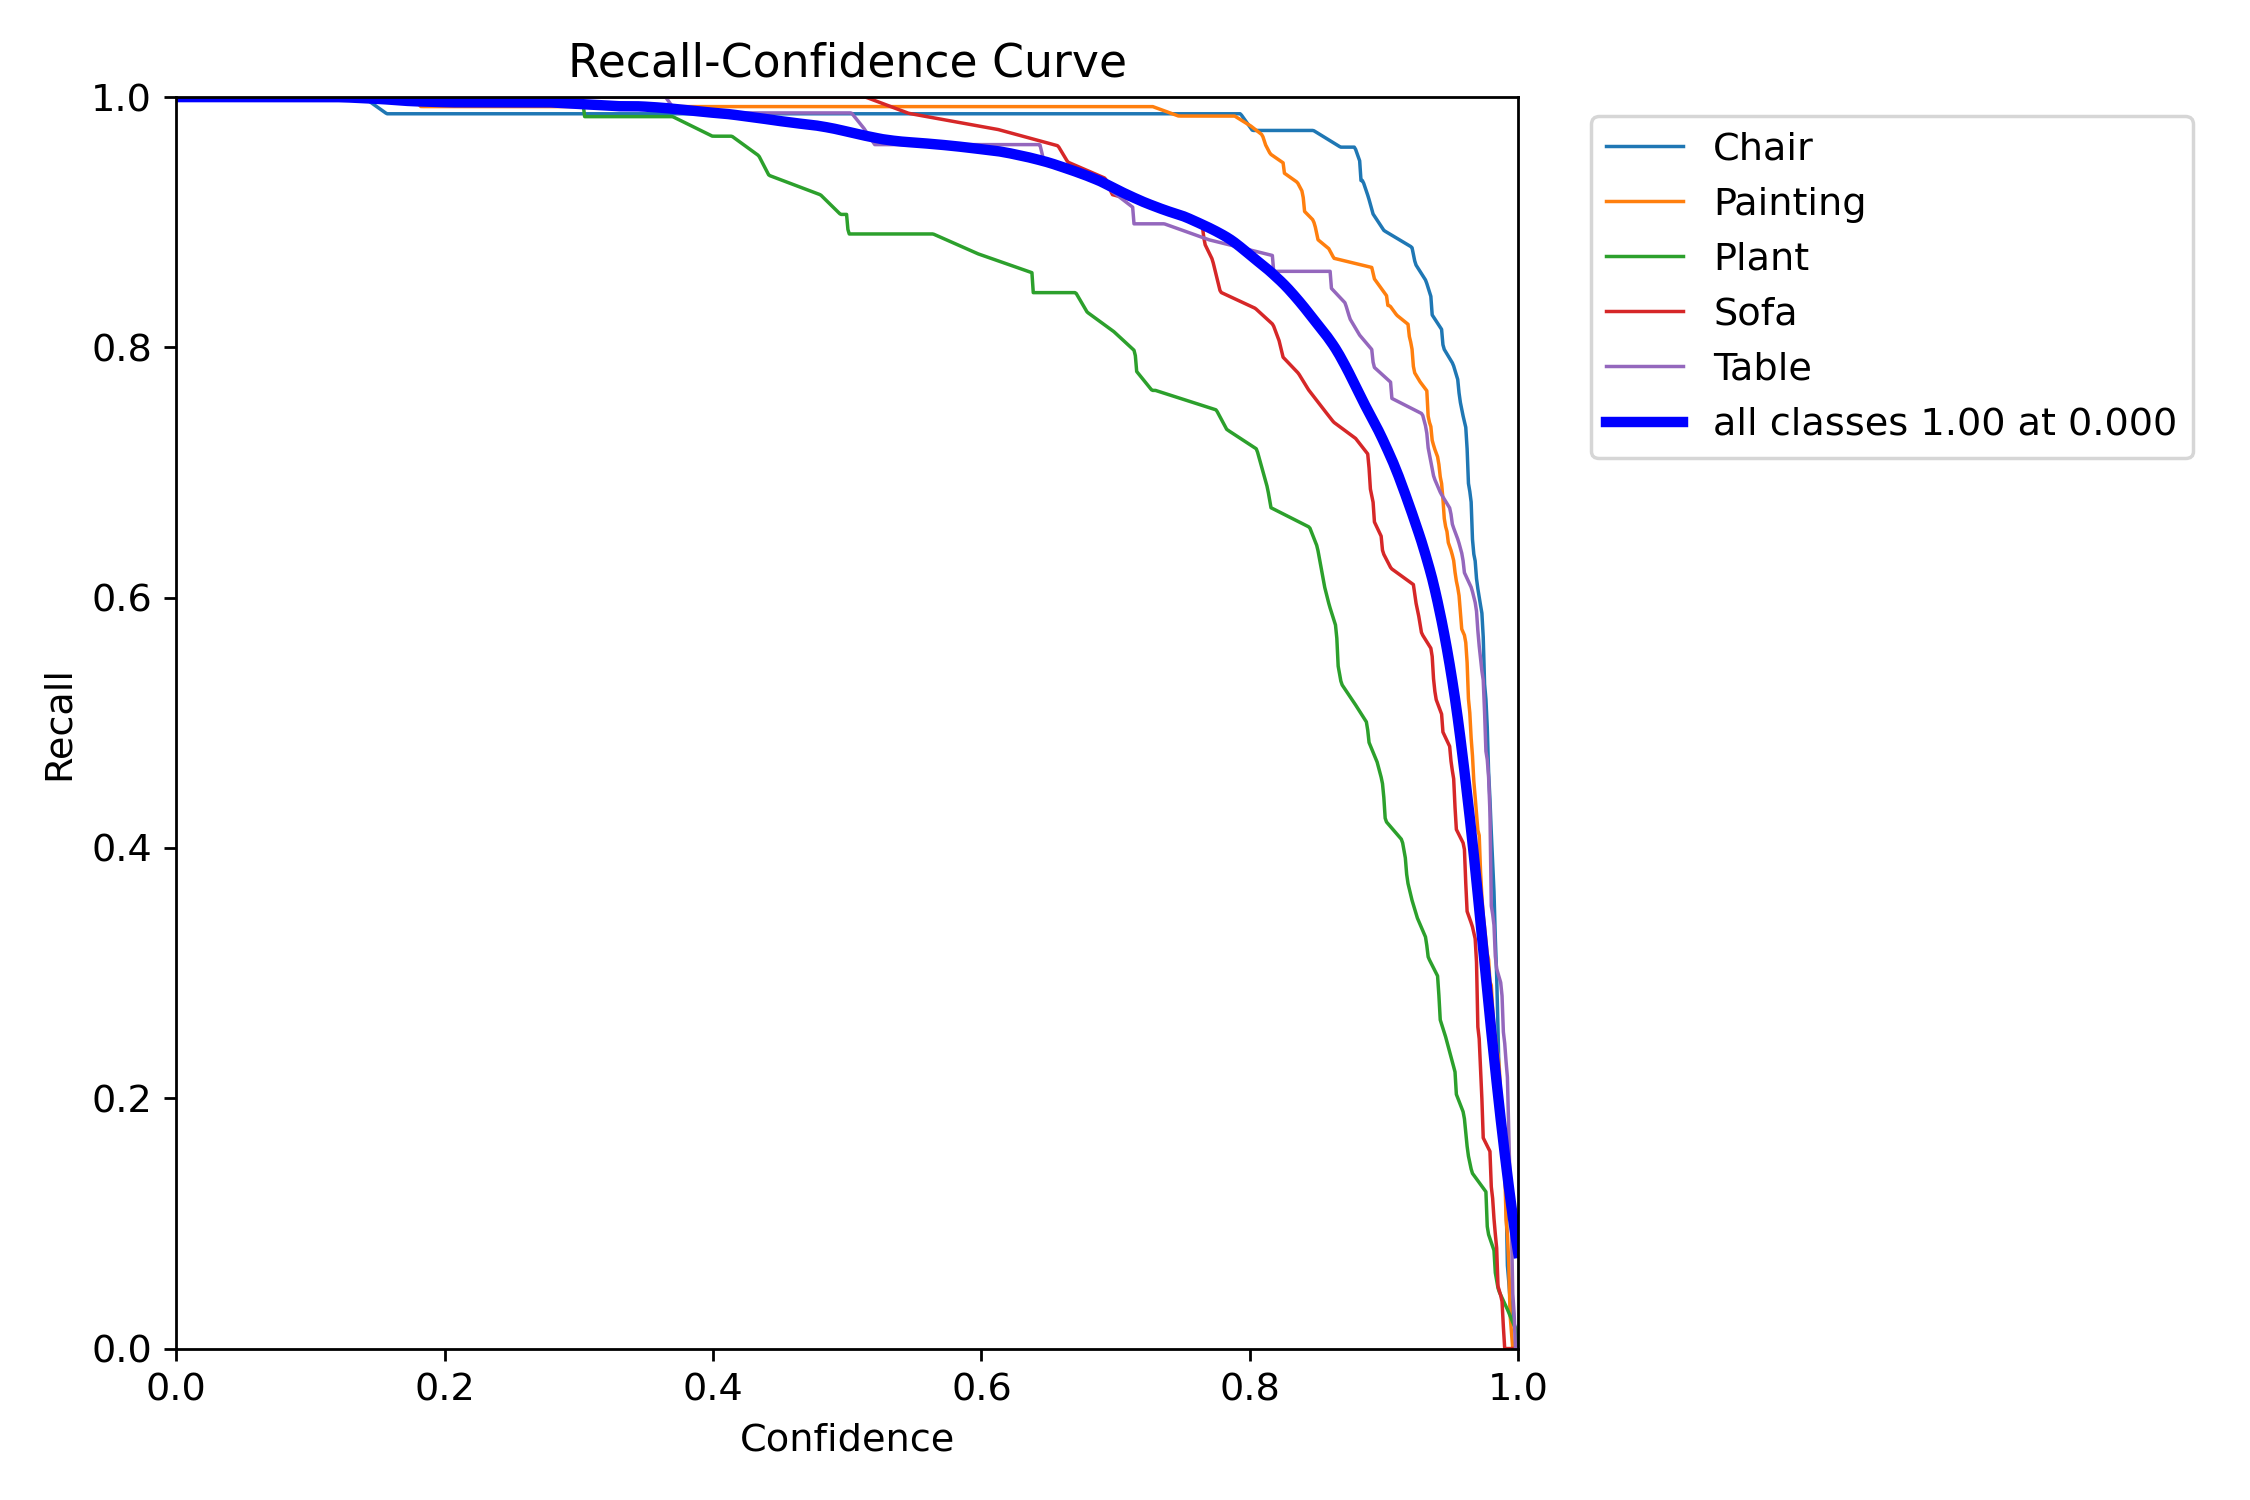 Recall-Confidence Curve
1.0
0.8
0.6
0.4
0.2
0.0
Recall
0.0 0.2 0.4 0.6 0.8 1.0
Confidence
Chair
Painting
Plant
Sofa
Table
all classes 1.00 at 0.000